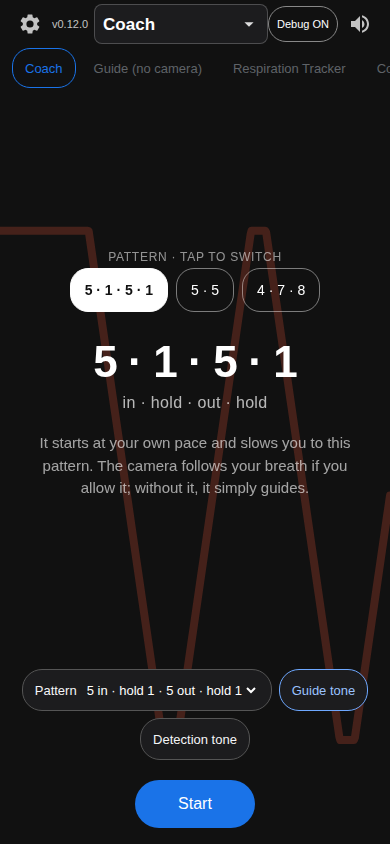 v0.12.0 Coach Debug ON
Coach Guide (no camera) Respiration Tracker Co
PATTERN · TAP TO SWITCH
5 · 1 · 5 · 1 5 · 5 4 · 7 · 8
5 · 1 · 5 · 1
in · hold · out · hold
It starts at your own pace and slows you to this
pattern. The camera follows your breath if you
allow it; without it, it simply guides.
Pattern 5 in · hold 1 · 5 out · hold 1 Guide tone
Detection tone
Start